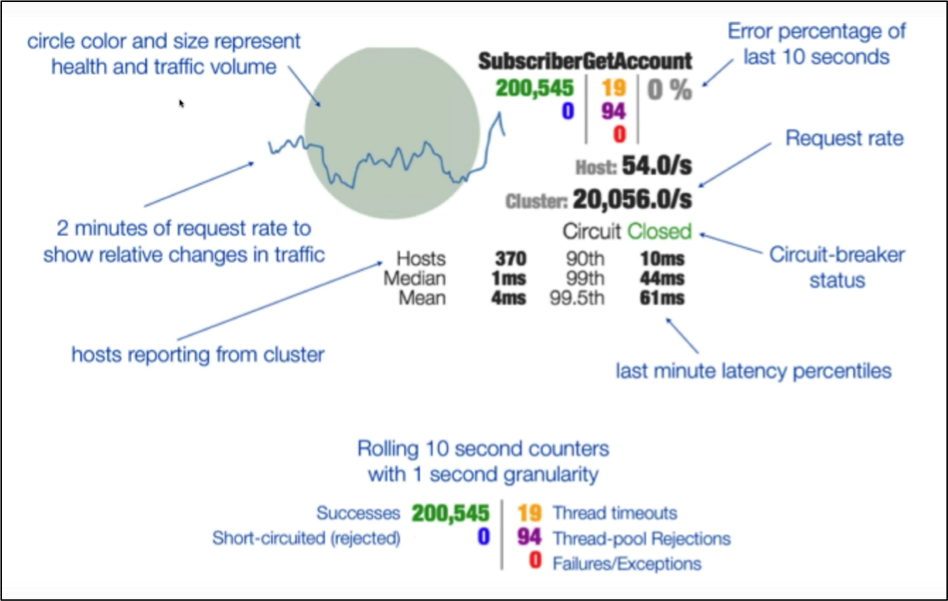 circle color and size represent
health and traffic volume
Error percentage of
last 10 seconds
SubscriberGetAccount
200,545 19 0 %
0 94
0
Request rate
Host: 54.0/s
Cluster: 20,056.0/s
2 minutes of request rate to
show relative changes in traffic
Circuit Closed
Circuit-breaker
status
Hosts 370 90th 10ms
Median 1ms 99th 44ms
Mean 4ms 99.5th 61ms
hosts reporting from cluster
last minute latency percentiles
Rolling 10 second counters
with 1 second granularity
Successes 200,545 19 Thread timeouts
Short-circuited (rejected) 0 94 Thread-pool Rejections
0 Failures/Exceptions